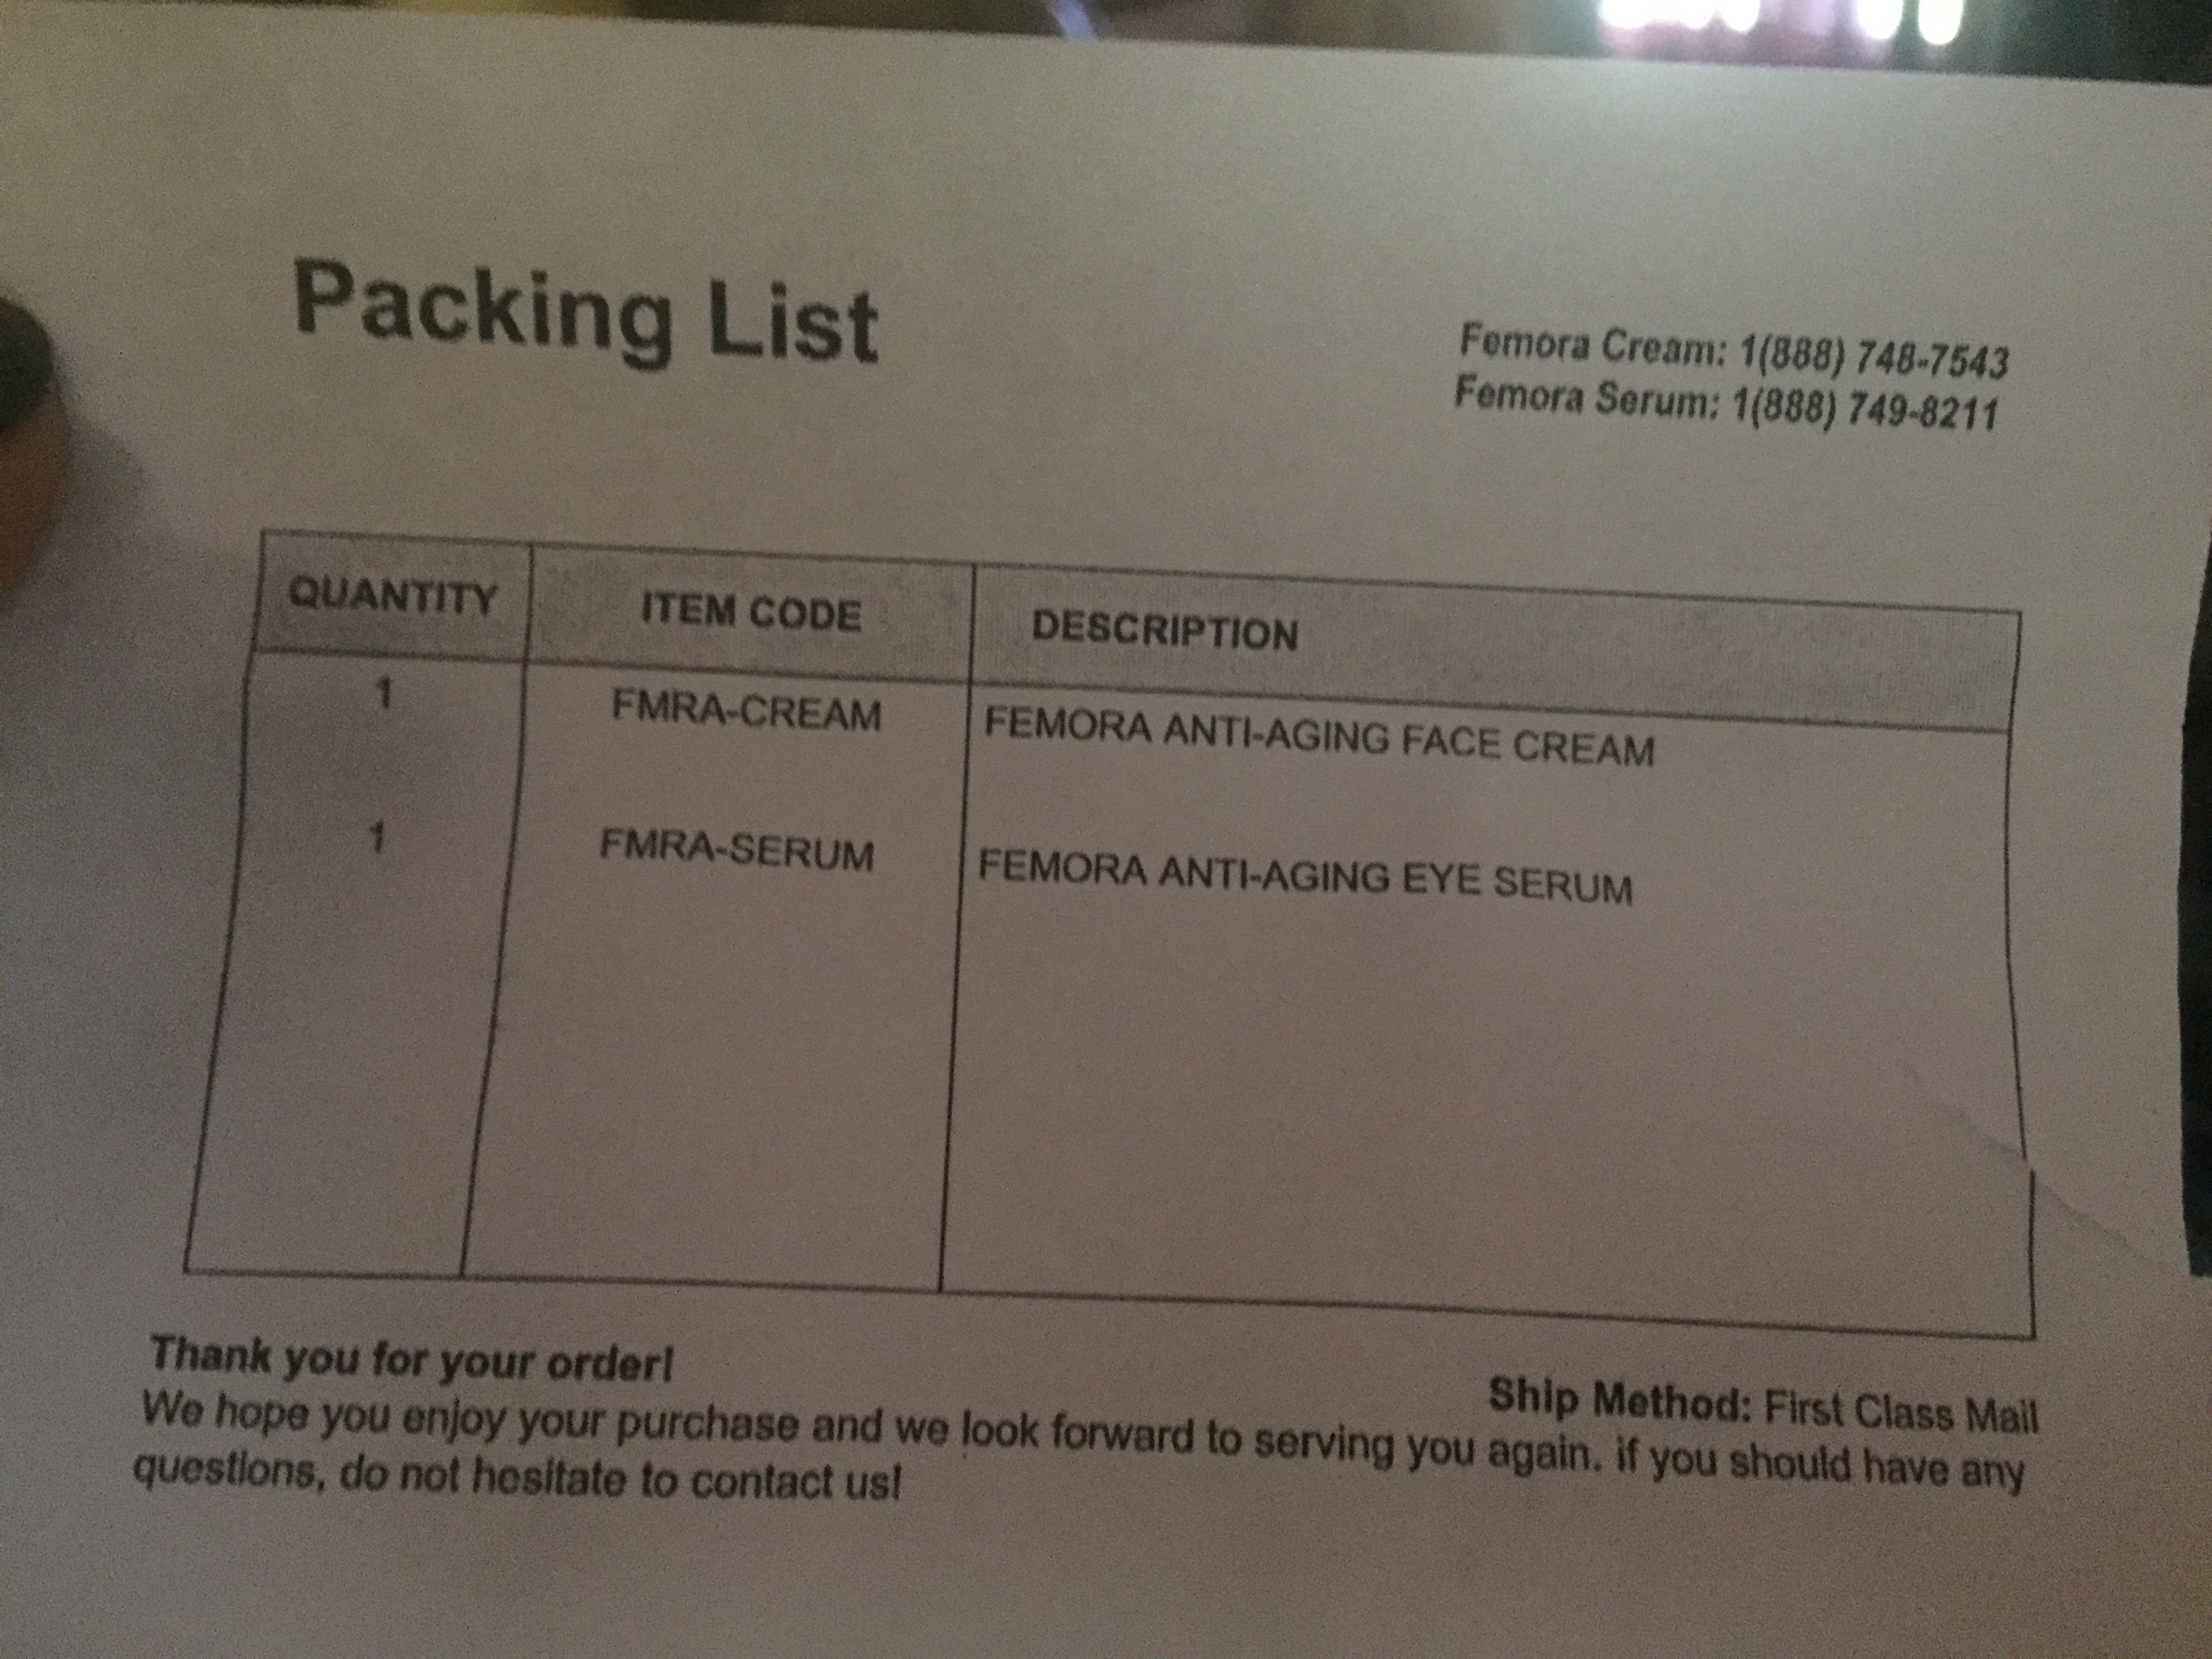 Packing List
Femora Cream: 1(888) 748-7543
Femora Serum: 1(888) 749-8211
QUANTITY ITEM CODE DESCRIPTION
1 FMRA-CREAM FEMORA ANTI-AGING FACE CREAM
1 FMRA-SERUM FEMORA ANTI-AGING EYE SERUM
Thank you for your order!
Ship Method: First Class Mail
We hope you enjoy your purchase and we look forward to serving you again. if you should have any
questions, do not hesitate to contact us!